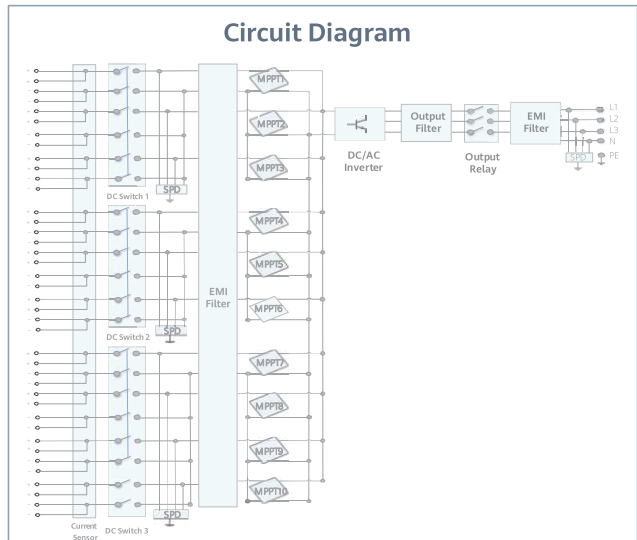 Circuit Diagram
MPPT1
MPPT2
MPPT3
MPPT4
MPPT5
MPPT6
MPPT7
MPPT8
MPPT9
MPPT10
DC Switch 1
SPD
DC Switch 2
SPD
DC Switch 3
SPD
Current
Sensor
EMI
Filter
DC/AC
Inverter
Output
Filter
Output
Relay
EMI
Filter
L1
L2
L3
N
PE
SPD